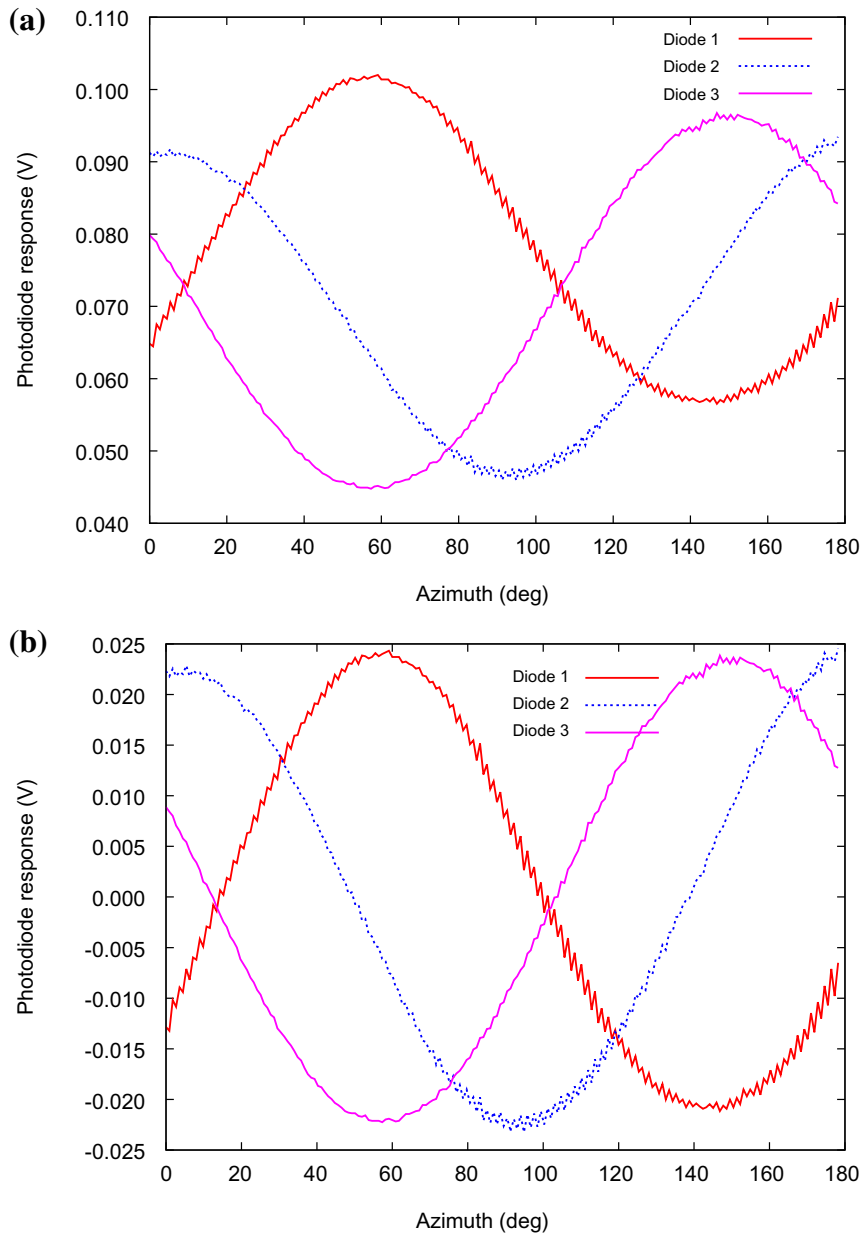 (a)
0.110
0.100
0.090
0.080
0.070
0.060
0.050
0.040
Photodiode response (V)
Diode 1
Diode 2
Diode 3
0 20 40 60 80 100 120 140 160 180
Azimuth (deg)
(b)
0.025
0.020
0.015
0.010
0.005
0.000
-0.005
-0.010
-0.015
-0.020
-0.025
Photodiode response (V)
Diode 1
Diode 2
Diode 3
0 20 40 60 80 100 120 140 160 180
Azimuth (deg)